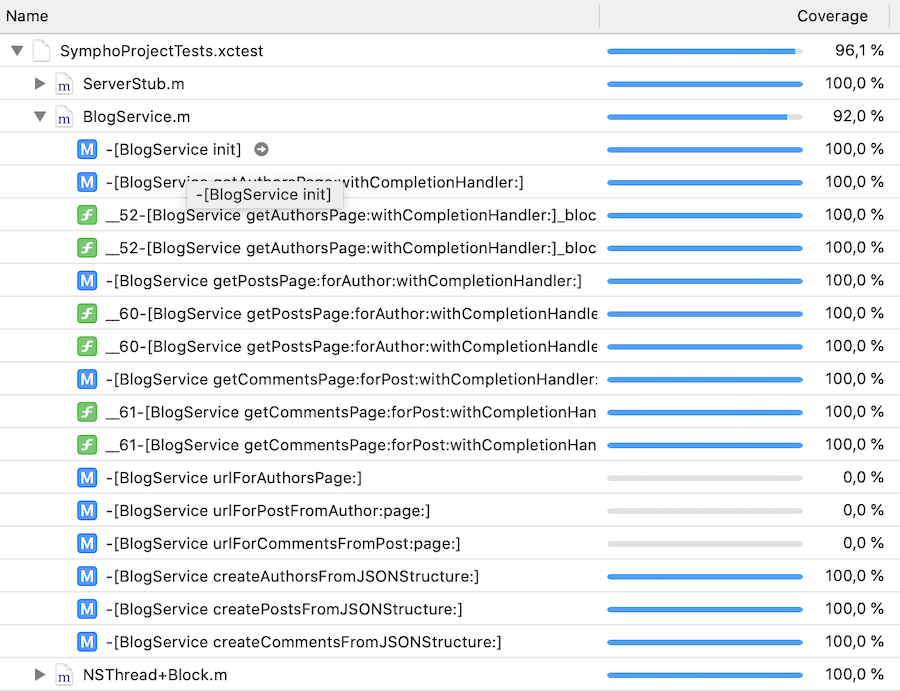 Name Coverage
SymphoProjectTests.xctest 96,1 %
m ServerStub.m 100,0 %
m BlogService.m 92,0 %
M -[BlogService init] 100,0 %
M -[BlogService getAuthorsPage:withCompletionHandler:] 100,0 %
-[BlogService init]
f __52-[BlogService getAuthorsPage:withCompletionHandler:]_bloc 100,0 %
f __52-[BlogService getAuthorsPage:withCompletionHandler:]_bloc 100,0 %
M -[BlogService getPostsPage:forAuthor:withCompletionHandler:] 100,0 %
f __60-[BlogService getPostsPage:forAuthor:withCompletionHandle 100,0 %
f __60-[BlogService getPostsPage:forAuthor:withCompletionHandle 100,0 %
M -[BlogService getCommentsPage:forPost:withCompletionHandler: 100,0 %
f __61-[BlogService getCommentsPage:forPost:withCompletionHan 100,0 %
f __61-[BlogService getCommentsPage:forPost:withCompletionHan 100,0 %
M -[BlogService urlForAuthorsPage:] 0,0 %
M -[BlogService urlForPostFromAuthor:page:] 0,0 %
M -[BlogService urlForCommentsFromPost:page:] 0,0 %
M -[BlogService createAuthorsFromJSONStructure:] 100,0 %
M -[BlogService createPostsFromJSONStructure:] 100,0 %
M -[BlogService createCommentsFromJSONStructure:] 100,0 %
m NSThread+Block.m 100,0 %